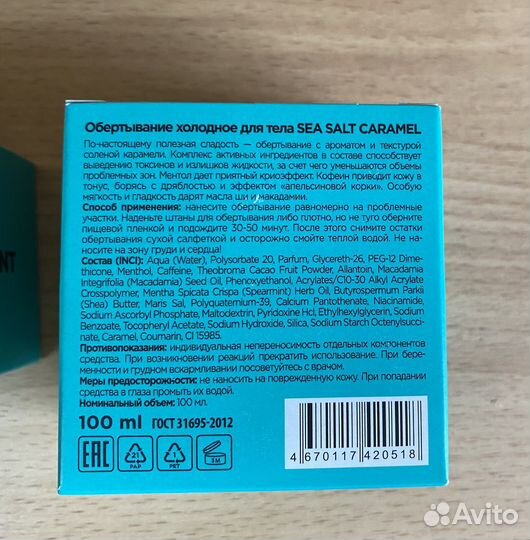 Обертывание холодное для тела SEA SALT CARAMEL
По-настоящему полезная сладость — обертывание с ароматом и текстурой
соленой карамели. Комплекс активных ингредиентов в составе способствует
выведению токсинов и излишков жидкости, за счет чего уменьшаются объемы
проблемных зон. Ментол дает приятный криоэффект. Кофеин приводит кожу в
тонус, борясь с дряблостью и эффектом «апельсиновой корки». Особую
мягкость и гладкость дарят масла ши и макадамии.
Способ применения: нанесите обертывание равномерно на проблемные
участки. Наденьте штаны для обертывания либо плотно, но не туго оберните
пищевой пленкой и подождите 30-50 минут. После этого снимите остатки
обертывания сухой салфеткой и осторожно смойте теплой водой. Не нано-
сить на зону груди и сердца!
Состав (INCI): Aqua (Water), Polysorbate 20, Parfum, Glycereth-26, PEG-12 Dime-
thicone, Menthol, Caffeine, Theobroma Cacao Fruit Powder, Allantoin, Macadamia
Integrifolia (Macadamia) Seed Oil, Phenoxyethanol, Acrylates/C10-30 Alkyl Acrylate
Crosspolymer, Mentha Spicata Crispa (Spearmint) Herb Oil, Butyrospermum Parkii
(Shea) Butter, Maris Sal, Polyquaternium-39, Calcium Pantothenate, Niacinamide,
Sodium Ascorbyl Phosphate, Maltodextrin, Pyridoxine Hcl, Ethylhexylglycerin, Sodium
Benzoate, Tocopheryl Acetate, Sodium Hydroxide, Silica, Sodium Starch Octenylsucci-
nate, Caramel, Coumarin, CI 15985.
Противопоказания: индивидуальная непереносимость отдельных компонентов
средства. При возникновении реакций прекратить использование. При бере-
менности и грудном вскармливании посоветуйтесь с врачом.
Меры предосторожности: не наносить на поврежденную кожу. При попадании
средства в глаза промыть их водой.
Номинальный объем: 100 мл.
100 ml ГОСТ 31695-2012
EAC 21 PAP 1 PET 3M
4 670117 420518
NT
Avito